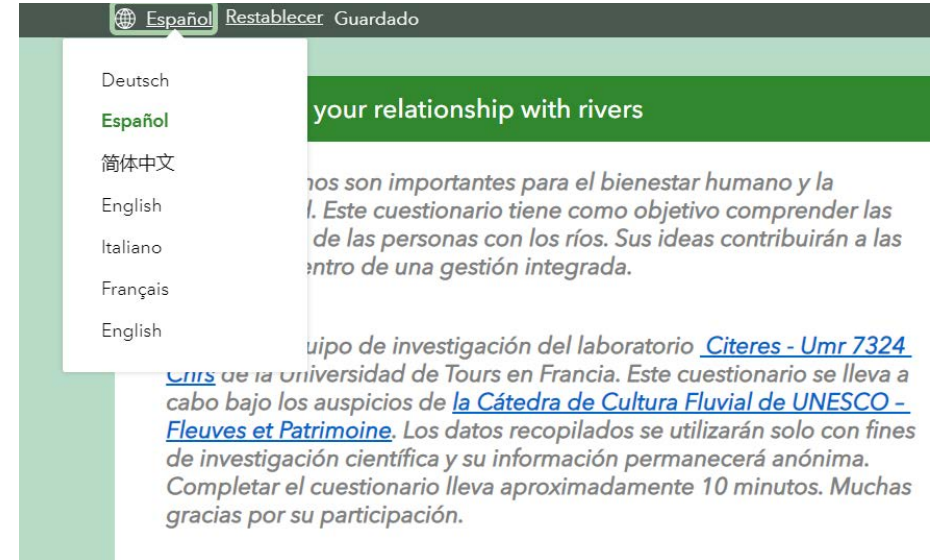 Español Restablecer Guardado
Deutsch
Español
简体中文
English
Italiano
Français
English
your relationship with rivers
son importantes para el bienestar humano y la
Este cuestionario tiene como objetivo comprender las
de las personas con los ríos. Sus ideas contribuirán a las
de una gestión integrada.
de investigación del laboratorio Citeres - Umr 7324
Cnrs de la Universidad de Tours en Francia. Este cuestionario se lleva a
cabo bajo los auspicios de la Cátedra de Cultura Fluvial de UNESCO –
Fleuves et Patrimoine. Los datos recopilados se utilizarán solo con fines
de investigación científica y su información permanecerá anónima.
Completar el cuestionario lleva aproximadamente 10 minutos. Muchas
gracias por su participación.